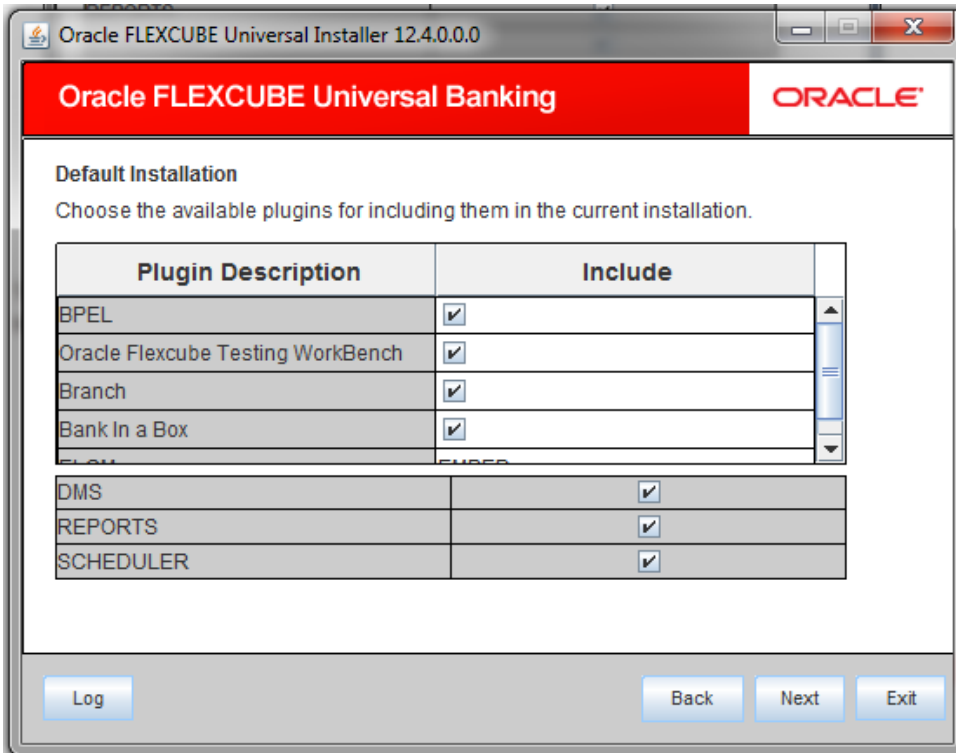 Oracle FLEXCUBE Universal Installer 12.4.0.0.0
Oracle FLEXCUBE Universal Banking
ORACLE
Default Installation
Choose the available plugins for including them in the current installation.
Plugin Description Include
BPEL
Oracle Flexcube Testing WorkBench
Branch
Bank In a Box
DMS
REPORTS
SCHEDULER
Log Back Next Exit